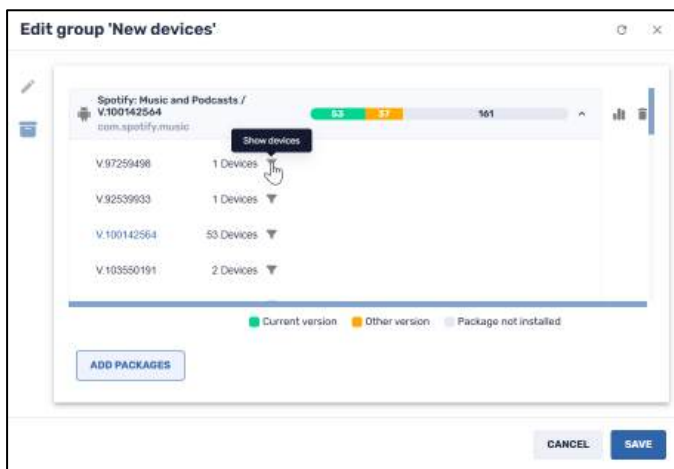 Edit group 'New devices'
Spotify: Music and Podcasts /
V.100142564
com.spotify.music
53 37 161
Show devices
V.97259498 1 Devices
V.92539933 1 Devices
V.100142564 53 Devices
V.103550191 2 Devices
Current version Other version Package not installed
ADD PACKAGES
CANCEL SAVE